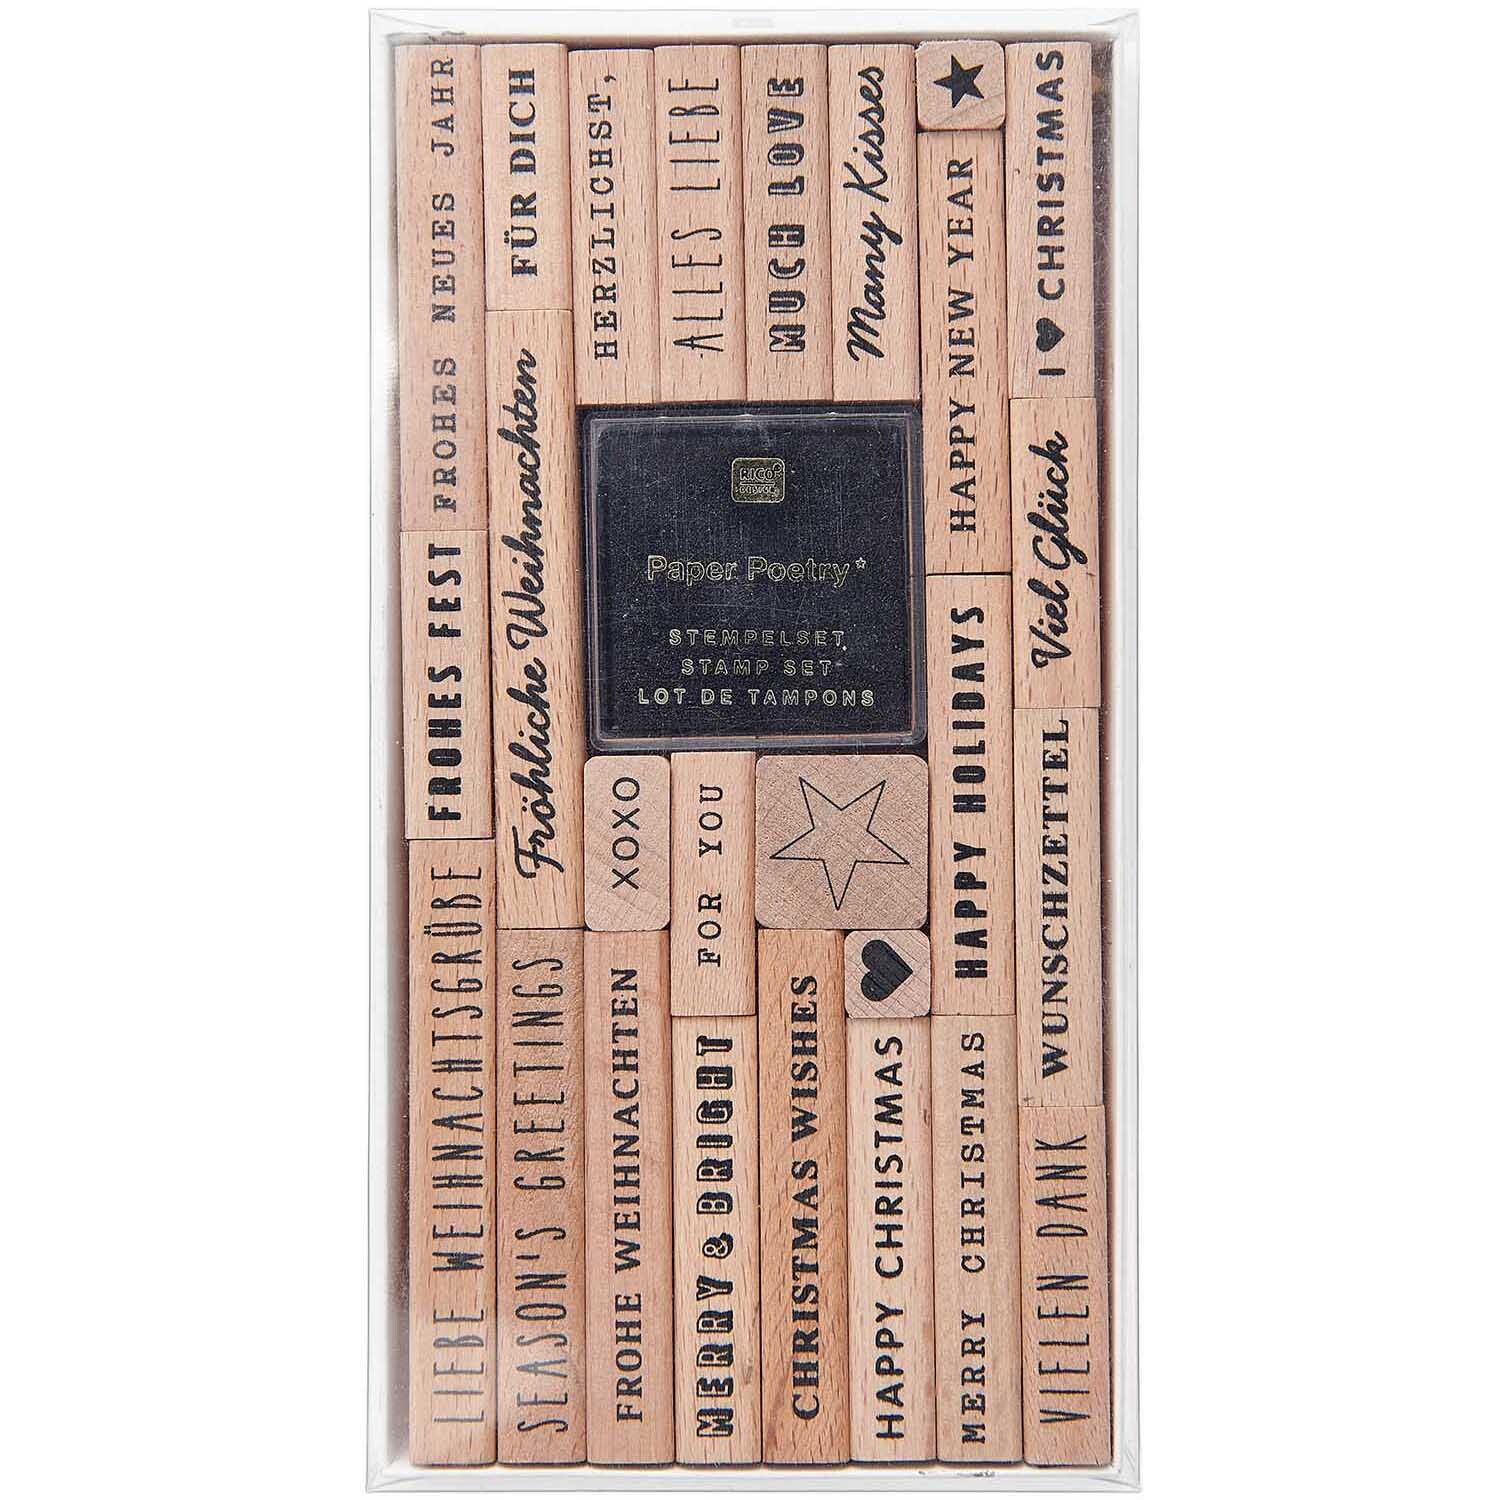 FROHES NEUES JAHR
FÜR DICH
HERZLICHST,
ALLES LIEBE
MUCH LOVE
Many Kisses
HAPPY NEW YEAR
I ♥ CHRISTMAS
FROHES FEST
Fröhliche Weihnachten
RICO
DESIGN
Paper Poetry*
STEMPELSET
STAMP SET
LOT DE TAMPONS
HAPPY HOLIDAYS
Viel Glück
XOXO
FOR YOU
WUNSCHZETTEL
LIEBE WEIHNACHTSGRÜßE
SEASON'S GREETINGS
FROHE WEIHNACHTEN
MERRY & BRIGHT
CHRISTMAS WISHES
HAPPY CHRISTMAS
MERRY CHRISTMAS
VIELEN DANK